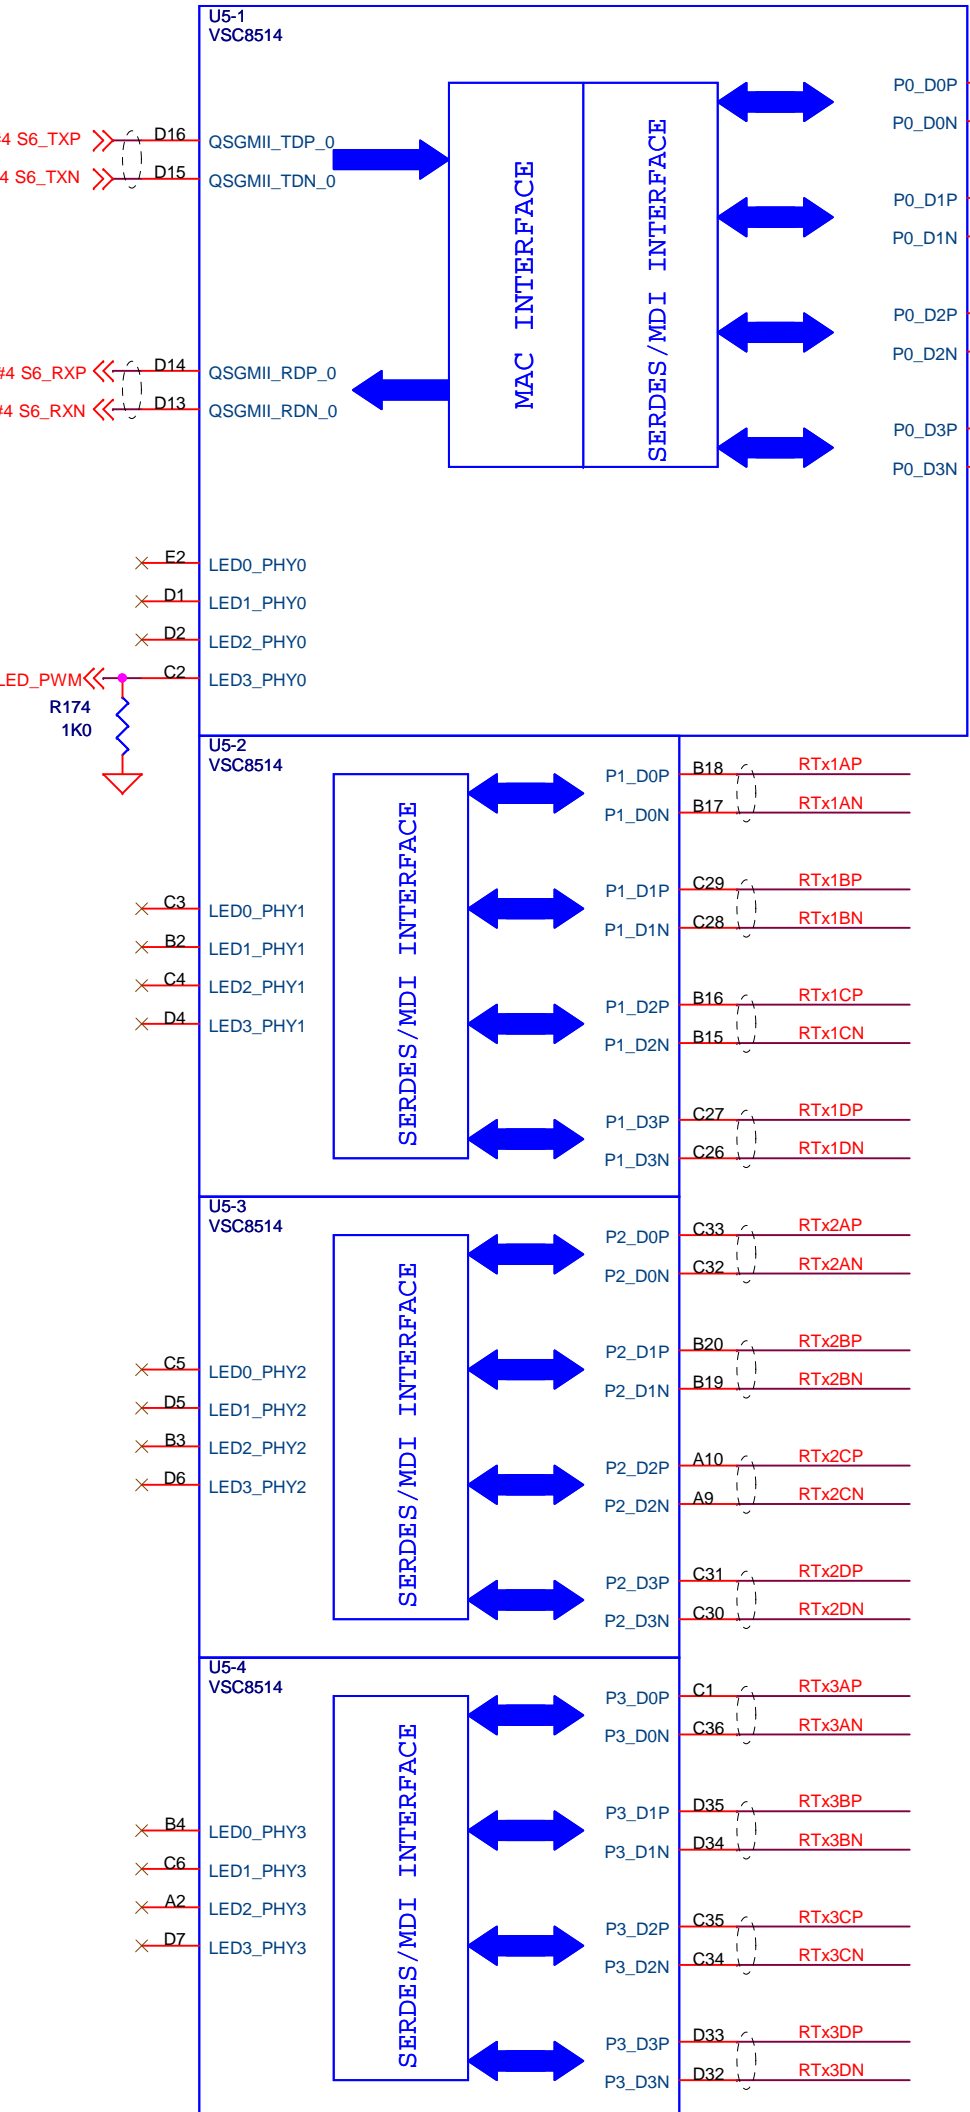 U5-1
VSC8514
P0_D0P
P0_D0N
#4 S6_TXP
D16
QSGMII_TDP_0
4 S6_TXN
D15
QSGMII_TDN_0
MAC INTERFACE
SERDES/MDI INTERFACE
P0_D1P
P0_D1N
P0_D2P
P0_D2N
#4 S6_RXP
D14
QSGMII_RDP_0
#4 S6_RXN
D13
QSGMII_RDN_0
P0_D3P
P0_D3N
E2
LED0_PHY0
D1
LED1_PHY0
D2
LED2_PHY0
LED_PWM
C2
LED3_PHY0
R174
1K0
U5-2
VSC8514
SERDES/MDI INTERFACE
P1_D0P
B18
RTx1AP
P1_D0N
B17
RTx1AN
P1_D1P
C29
RTx1BP
P1_D1N
C28
RTx1BN
P1_D2P
B16
RTx1CP
P1_D2N
B15
RTx1CN
P1_D3P
C27
RTx1DP
P1_D3N
C26
RTx1DN
C3
LED0_PHY1
B2
LED1_PHY1
C4
LED2_PHY1
D4
LED3_PHY1
U5-3
VSC8514
SERDES/MDI INTERFACE
P2_D0P
C33
RTx2AP
P2_D0N
C32
RTx2AN
P2_D1P
B20
RTx2BP
P2_D1N
B19
RTx2BN
P2_D2P
A10
RTx2CP
P2_D2N
A9
RTx2CN
P2_D3P
C31
RTx2DP
P2_D3N
C30
RTx2DN
C5
LED0_PHY2
D5
LED1_PHY2
B3
LED2_PHY2
D6
LED3_PHY2
U5-4
VSC8514
SERDES/MDI INTERFACE
P3_D0P
C1
RTx3AP
P3_D0N
C36
RTx3AN
P3_D1P
D35
RTx3BP
P3_D1N
D34
RTx3BN
P3_D2P
C35
RTx3CP
P3_D2N
C34
RTx3CN
P3_D3P
D33
RTx3DP
P3_D3N
D32
RTx3DN
B4
LED0_PHY3
C6
LED1_PHY3
A2
LED2_PHY3
D7
LED3_PHY3